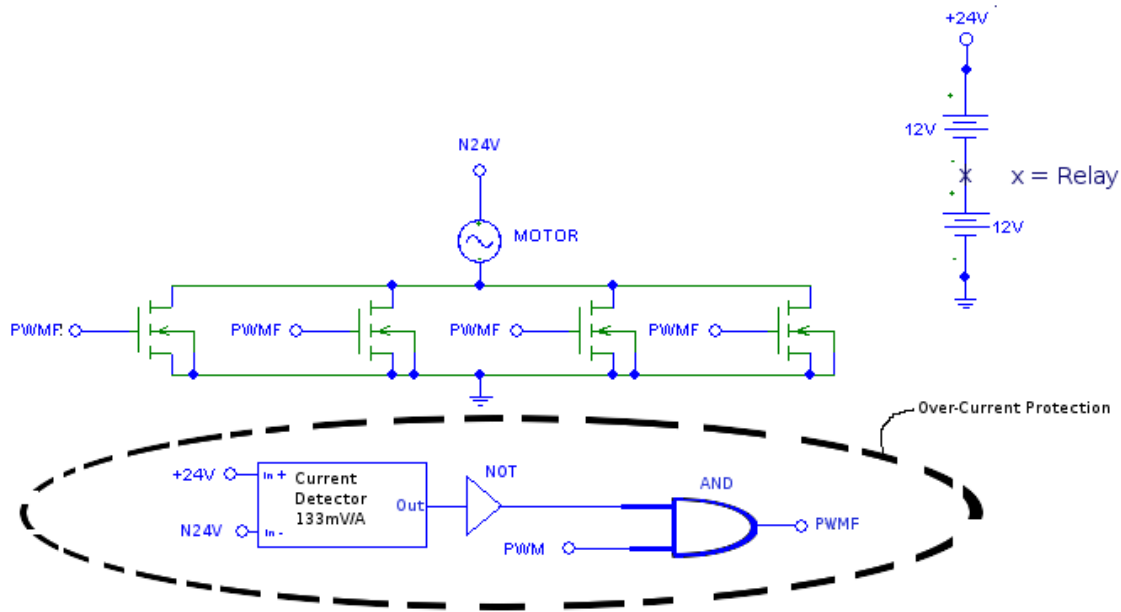 +24V
12V
x = Relay
12V
N24V
MOTOR
PWMF
PWMF
PWMF
PWMF
Over-Current Protection
+24V
In +
Current
Detector
133mV/A
Out
N24V
In -
NOT
AND
PWM
PWMF